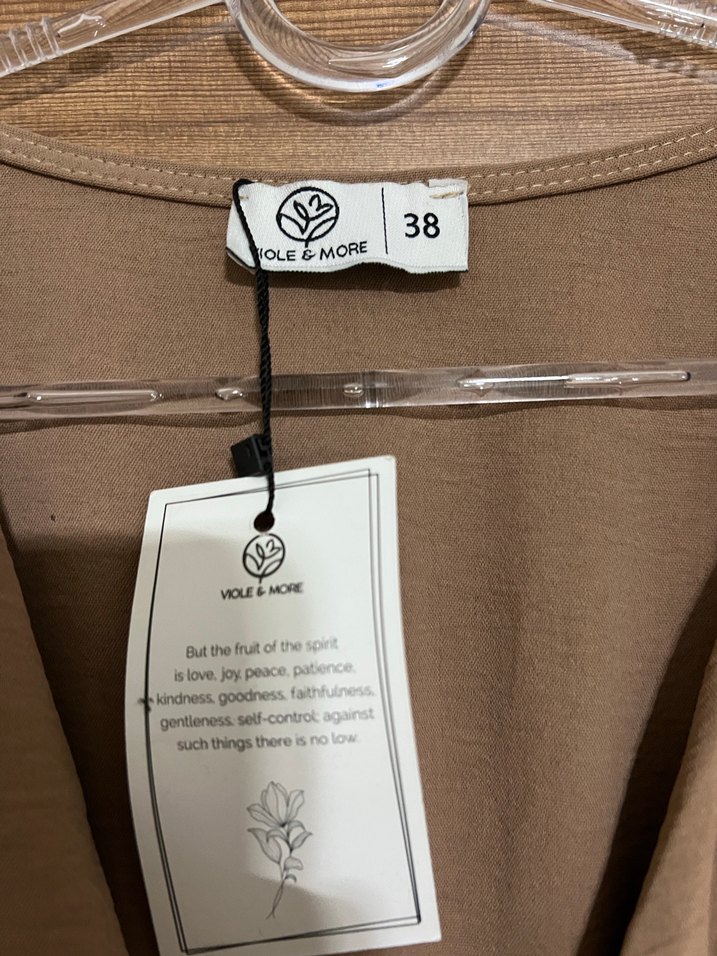 VIOLE & MORE
38
VIOLE & MORE
But the fruit of the spirit
is love, joy, peace, patience,
kindness, goodness, faithfulness,
gentleness, self-control; against
such things there is no low.